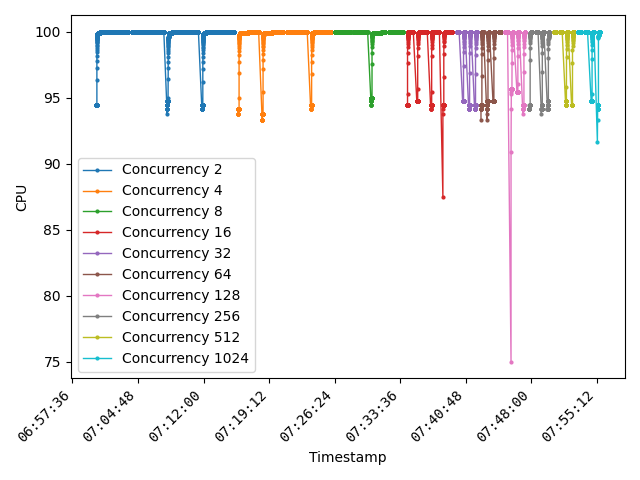 100
95
90
85
80
75
CPU
Concurrency 2
Concurrency 4
Concurrency 8
Concurrency 16
Concurrency 32
Concurrency 64
Concurrency 128
Concurrency 256
Concurrency 512
Concurrency 1024
06:57:36
07:04:48
07:12:00
07:19:12
07:26:24
07:33:36
07:40:48
07:48:00
07:55:12
Timestamp